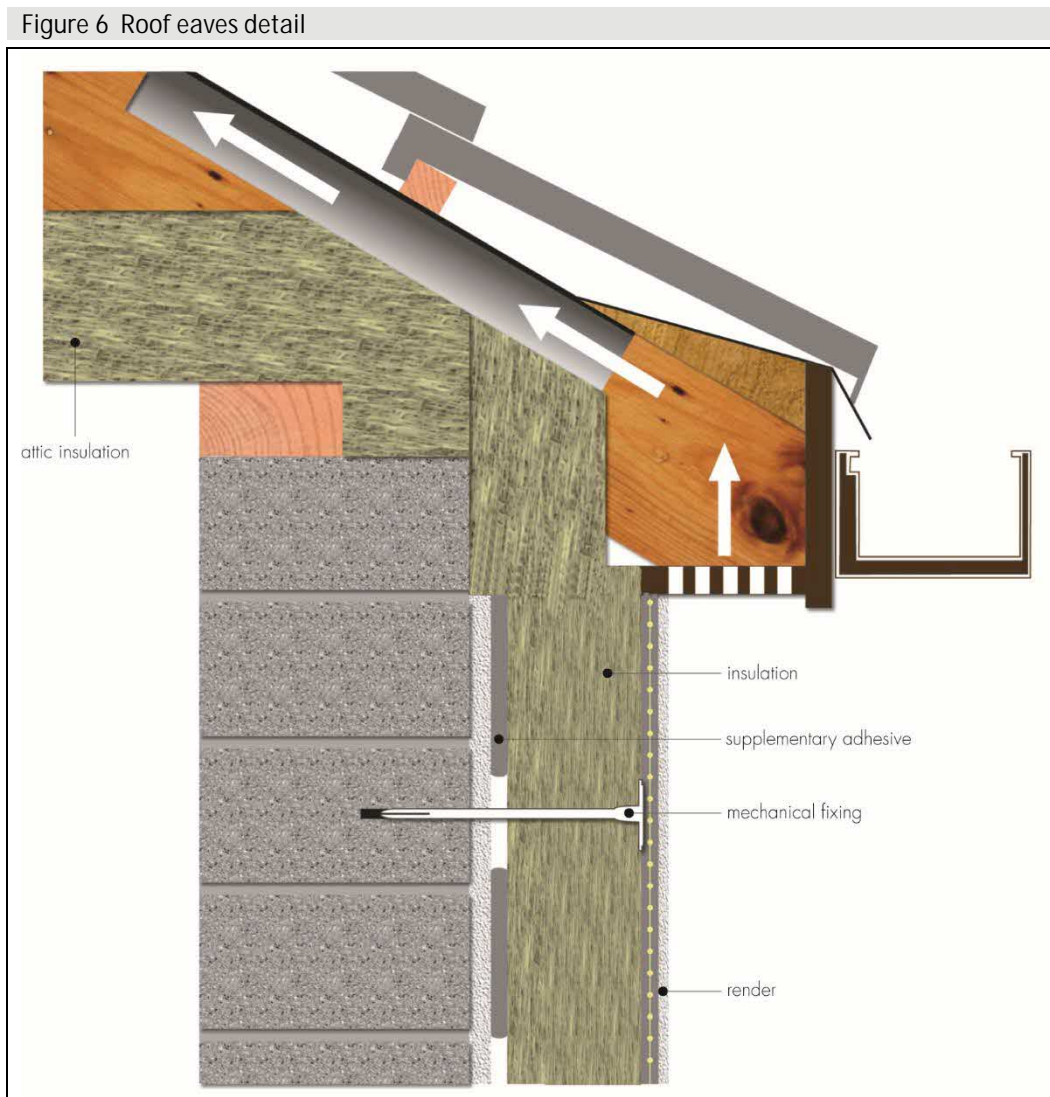 Figure 6 Roof eaves detail
attic insulation
insulation
supplementary adhesive
mechanical fixing
render